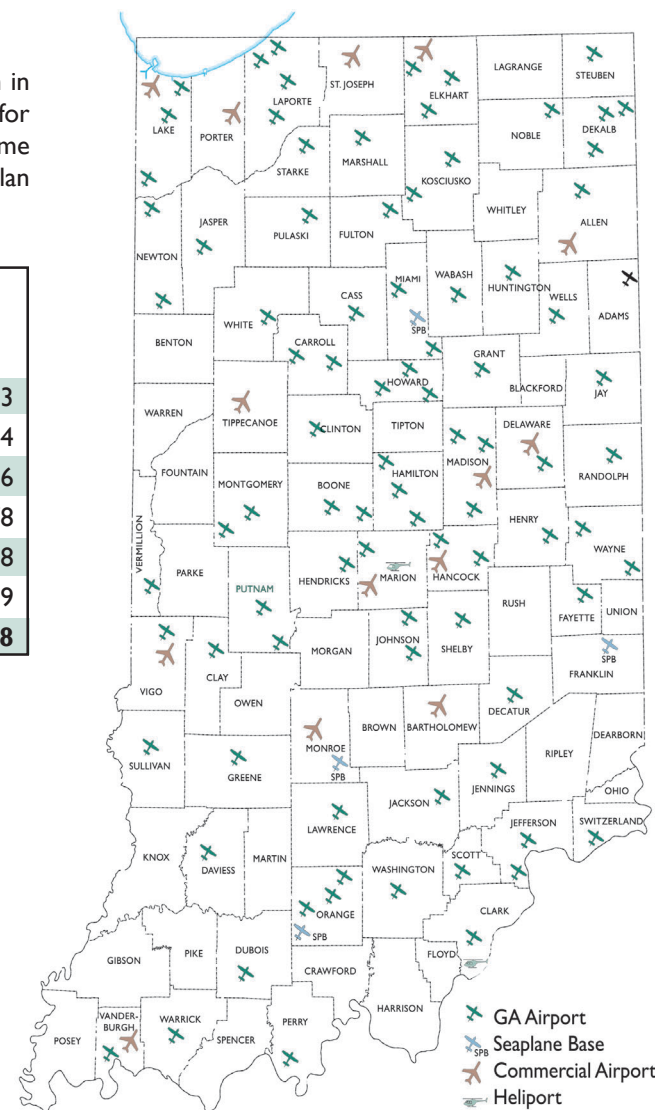 n in
for
me
lan
3
4
6
8
8
9
8
LAGRANGE
STEUBEN
ST. JOSEPH
ELKHART
LAPORTE
LAKE
PORTER
NOBLE
DEKALB
STARKE
MARSHALL
KOSCIUSKO
WHITLEY
ALLEN
JASPER
PULASKI
FULTON
NEWTON
MIAMI
WABASH
HUNTINGTON
WELLS
ADAMS
CASS
WHITE
SPB
BENTON
CARROLL
GRANT
HOWARD
BLACKFORD
JAY
WARREN
TIPPECANOE
CLINTON
TIPTON
DELAWARE
MADISON
FOUNTAIN
MONTGOMERY
BOONE
HAMILTON
RANDOLPH
HENRY
VERMILLION
WAYNE
PARKE
HENDRICKS
MARION
HANCOCK
PUTNAM
RUSH
FAYETTE
UNION
JOHNSON
MORGAN
SHELBY
SPB
FRANKLIN
VIGO
CLAY
OWEN
DECATUR
BROWN
BARTHOLOMEW
DEARBORN
MONROE
RIPLEY
SULLIVAN
GREENE
SPB
JENNINGS
OHIO
JACKSON
LAWRENCE
JEFFERSON
SWITZERLAND
KNOX
DAVIESS
MARTIN
SCOTT
WASHINGTON
ORANGE
CLARK
SPB
PIKE
DUBOIS
GIBSON
FLOYD
CRAWFORD
HARRISON
VANDER-
BURGH
WARRICK
PERRY
POSEY
SPENCER
GA Airport
SPB Seaplane Base
Commercial Airport
Heliport